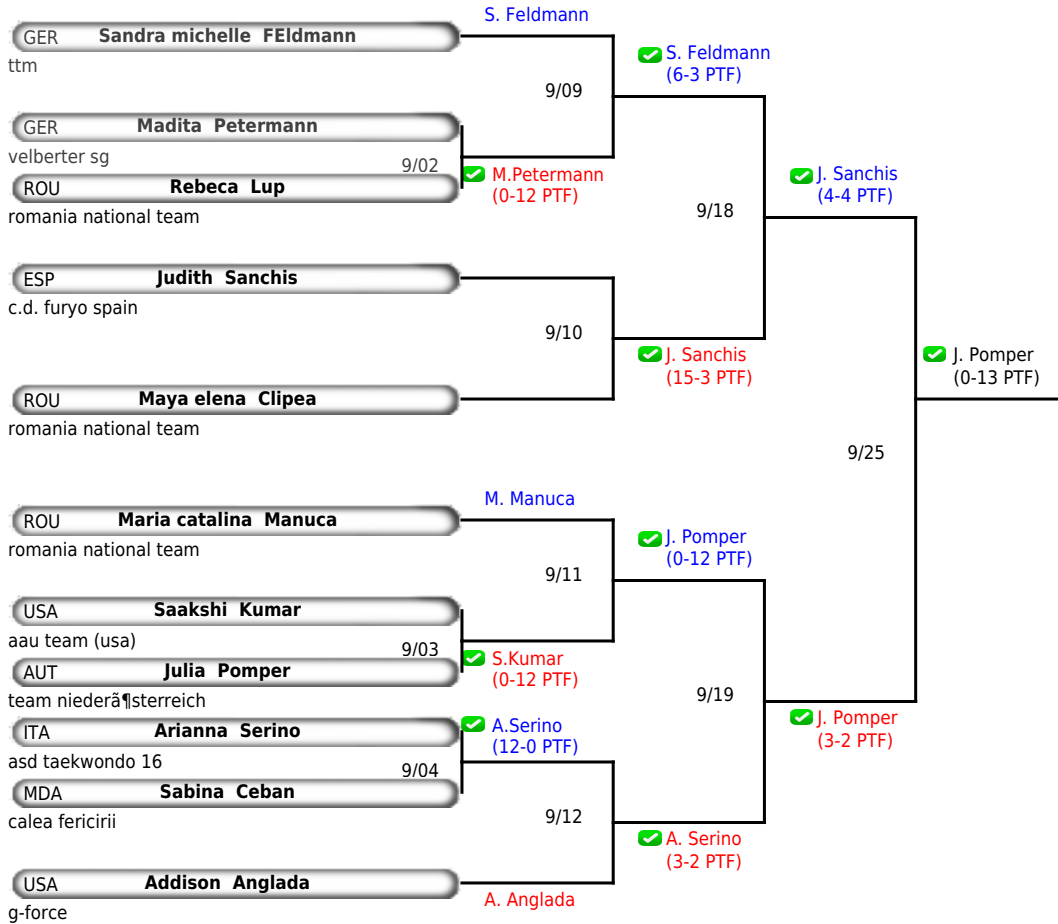 S. Feldmann
GER Sandra michelle FEldmann
ttm
S. Feldmann
(6-3 PTF)
9/09
GER Madita Petermann
velberter sg
9/02
M.Petermann
(0-12 PTF)
ROU Rebeca Lup
romania national team
J. Sanchis
(4-4 PTF)
9/18
ESP Judith Sanchis
c.d. furyo spain
9/10
J. Sanchis
(15-3 PTF)
J. Pomper
(0-13 PTF)
ROU Maya elena Clipea
romania national team
9/25
M. Manuca
ROU Maria catalina Manuca
romania national team
J. Pomper
(0-12 PTF)
9/11
USA Saakshi Kumar
aau team (usa)
9/03
S.Kumar
(0-12 PTF)
AUT Julia Pomper
team niederã¶sterreich
9/19
J. Pomper
(3-2 PTF)
ITA Arianna Serino
asd taekwondo 16
A.Serino
(12-0 PTF)
9/04
MDA Sabina Ceban
calea fericirii
9/12
A. Serino
(3-2 PTF)
USA Addison Anglada
g-force
A. Anglada